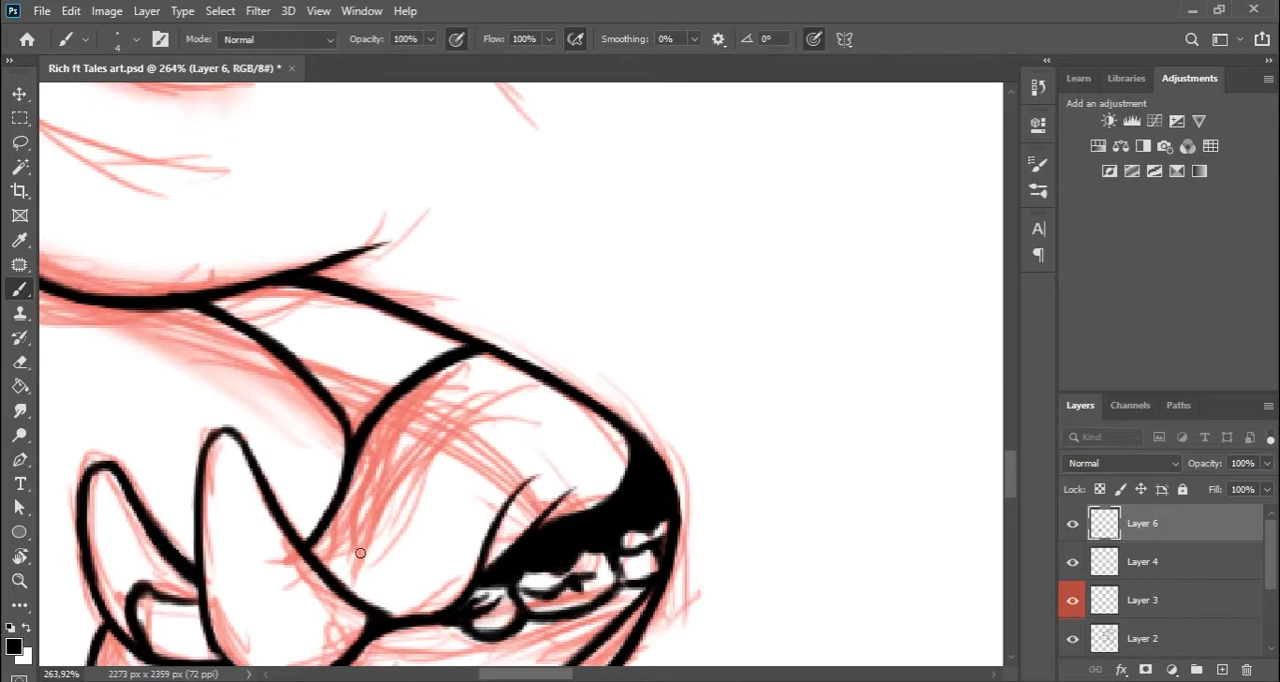 Ps File Edit Image Layer Type Select Filter 3D View Window Help
4 Mode: Normal Opacity: 100% Flow: 100% Smoothing: 0% 0°
Rich ft Tales art.psd @ 264% (Layer 6, RGB/8#) *
Learn Libraries Adjustments
Add an adjustment
Layers Channels Paths
Kind
Normal Opacity: 100%
Lock: Fill: 100%
Layer 6
Layer 4
Layer 3
Layer 2
263,92% 2273 px x 2359 px (72 ppi)